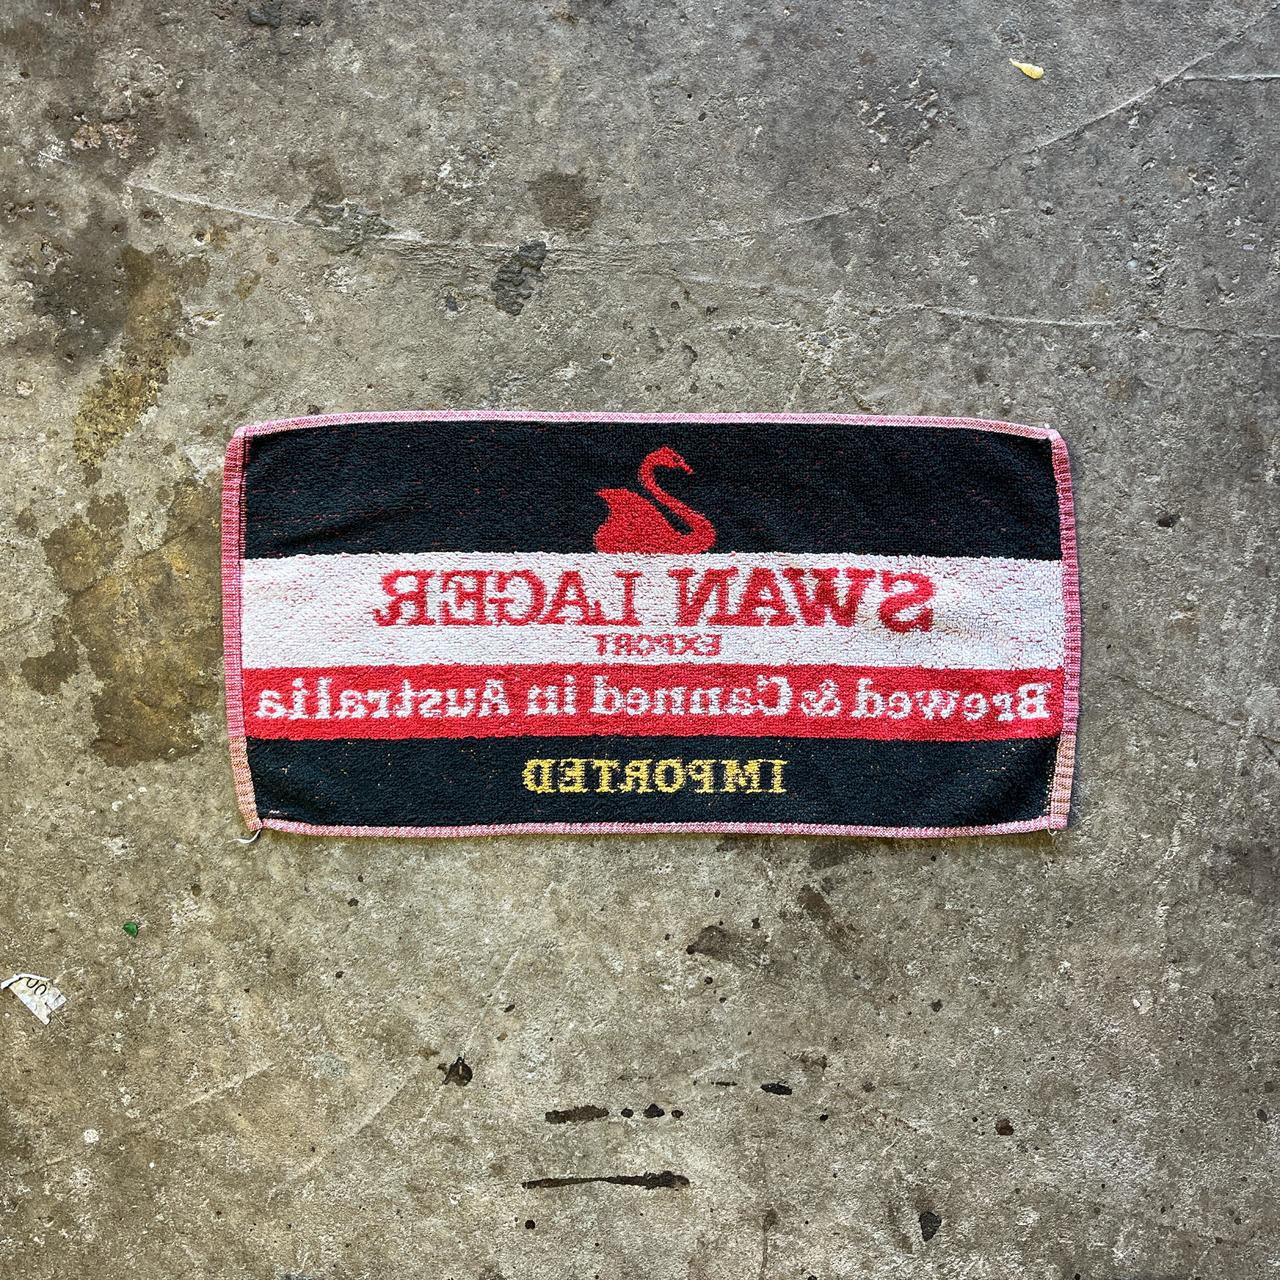 SWAN LAGER
EXPORT
Brewed & Canned in Australia
IMPORTED